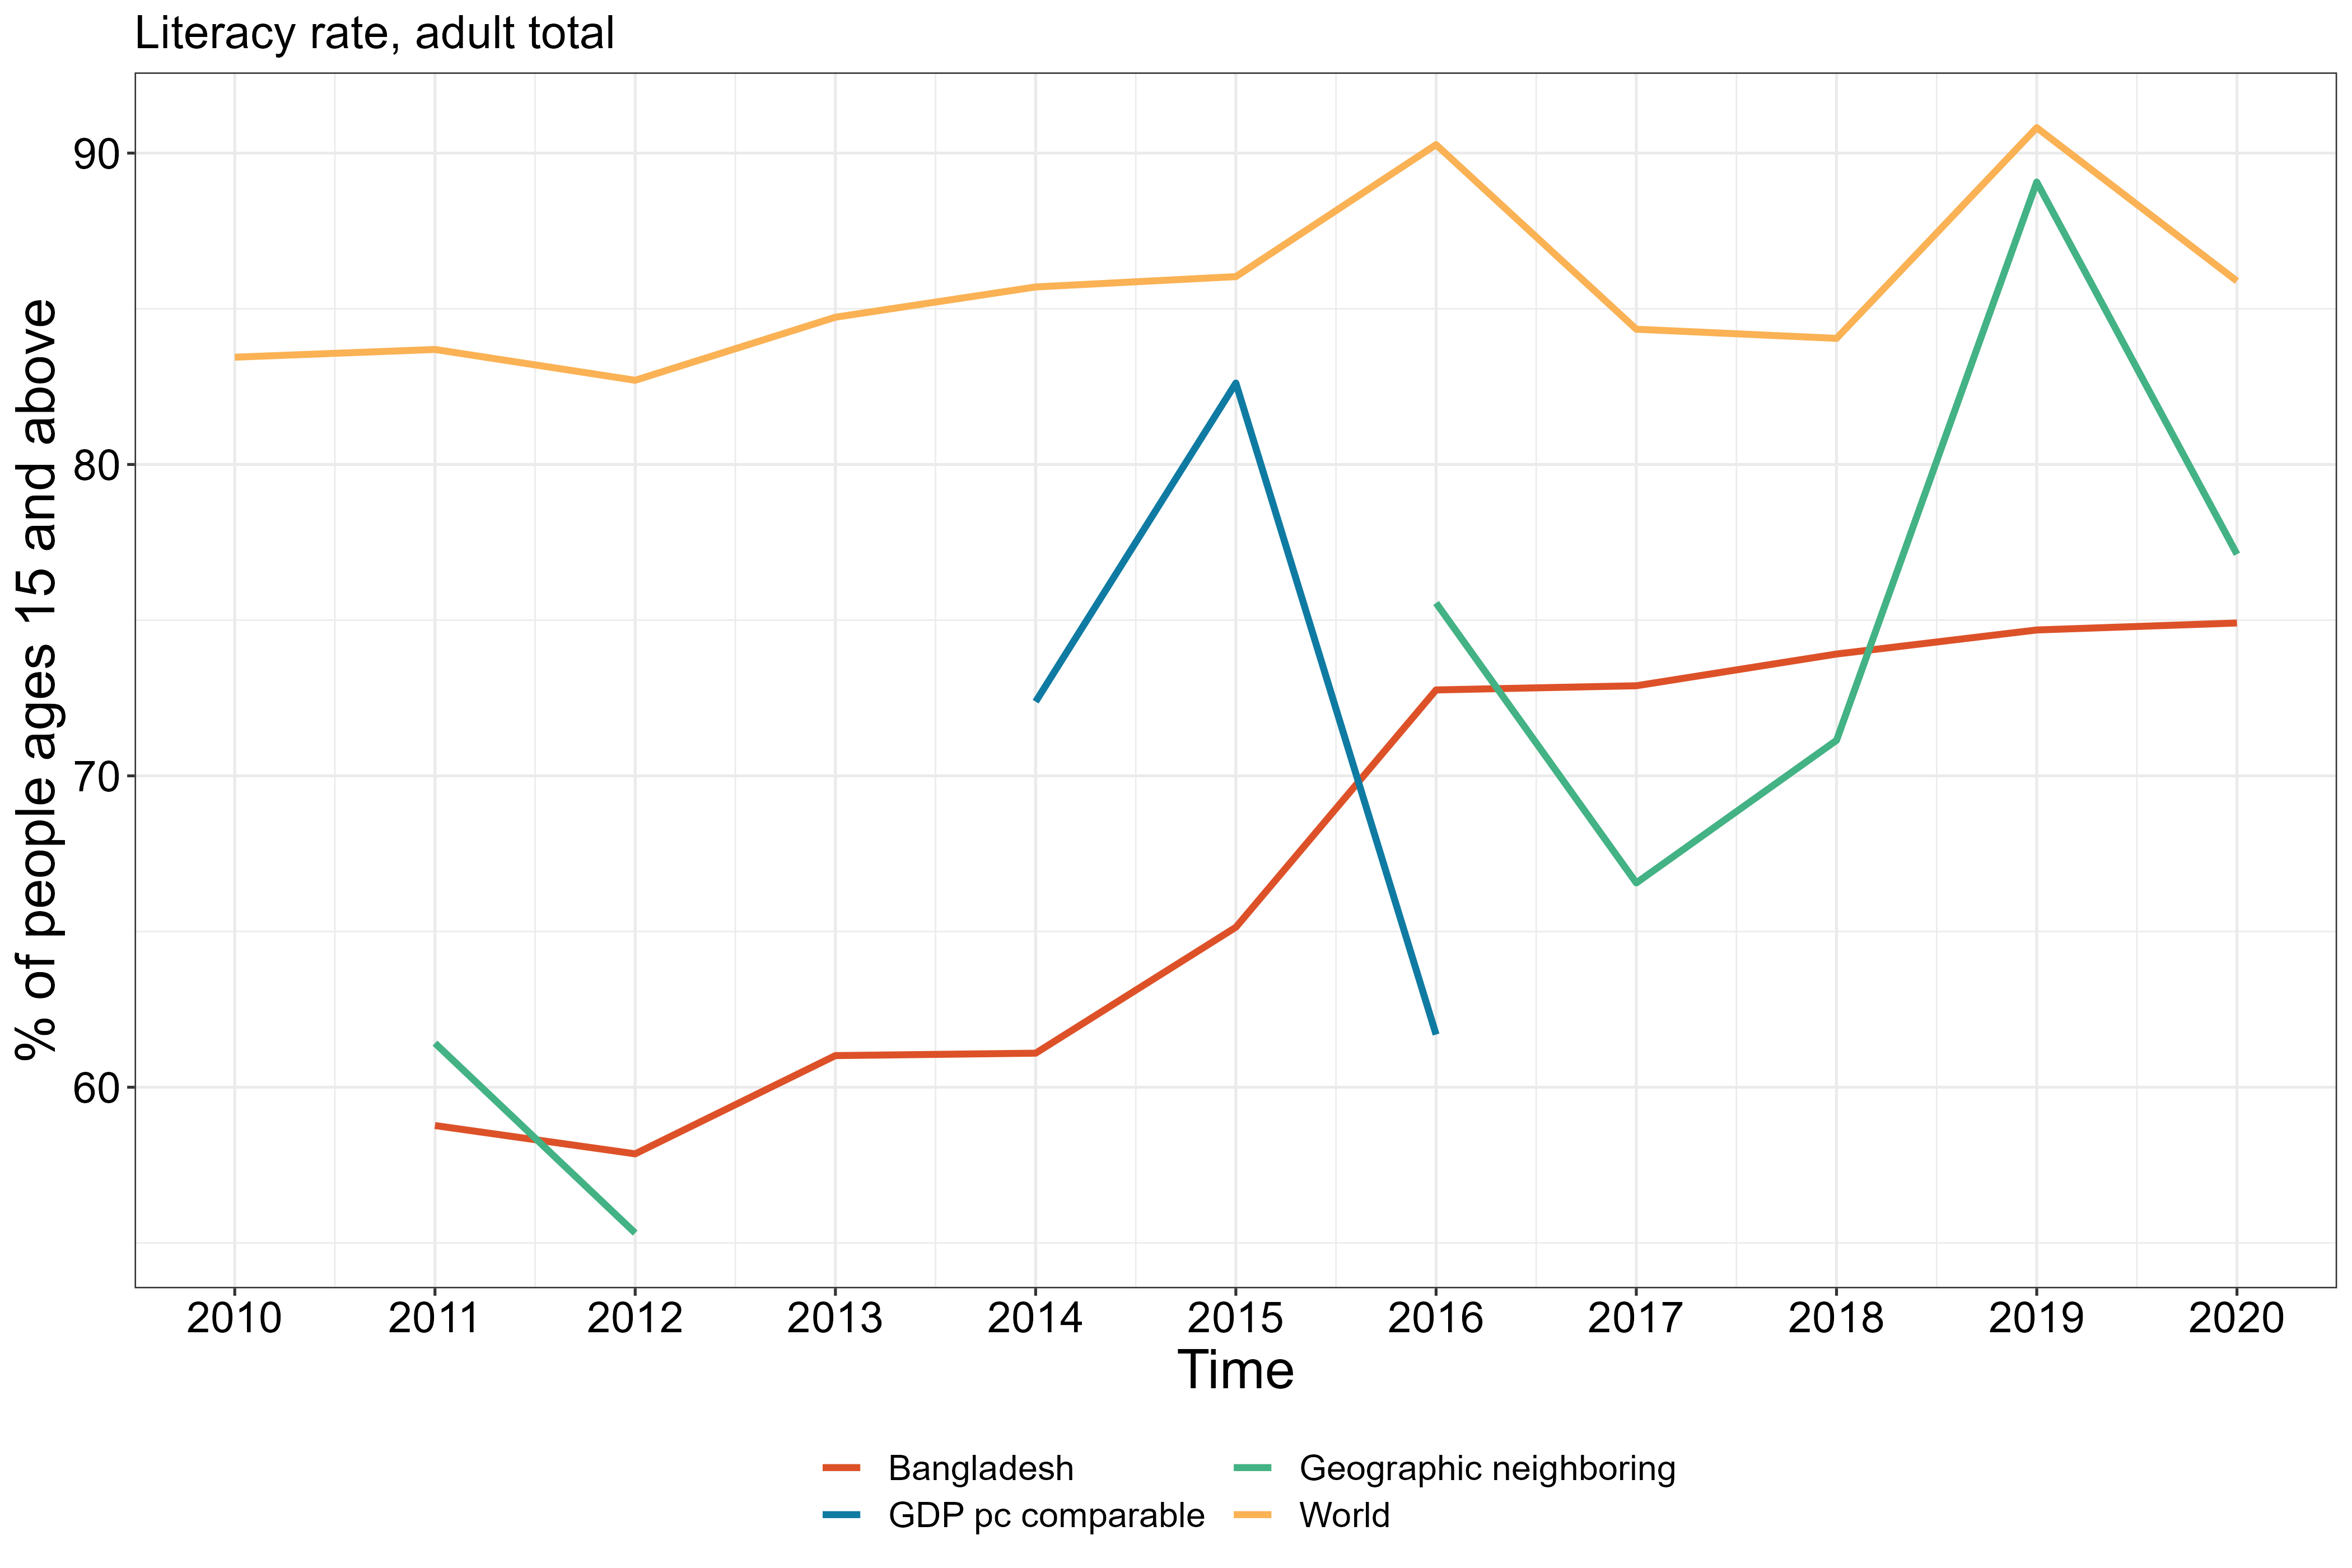 Literacy rate, adult total
% of people ages 15 and above
90
80
70
60
2010 2011 2012 2013 2014 2015 2016 2017 2018 2019 2020
Time
Bangladesh
Geographic neighboring
GDP pc comparable
World